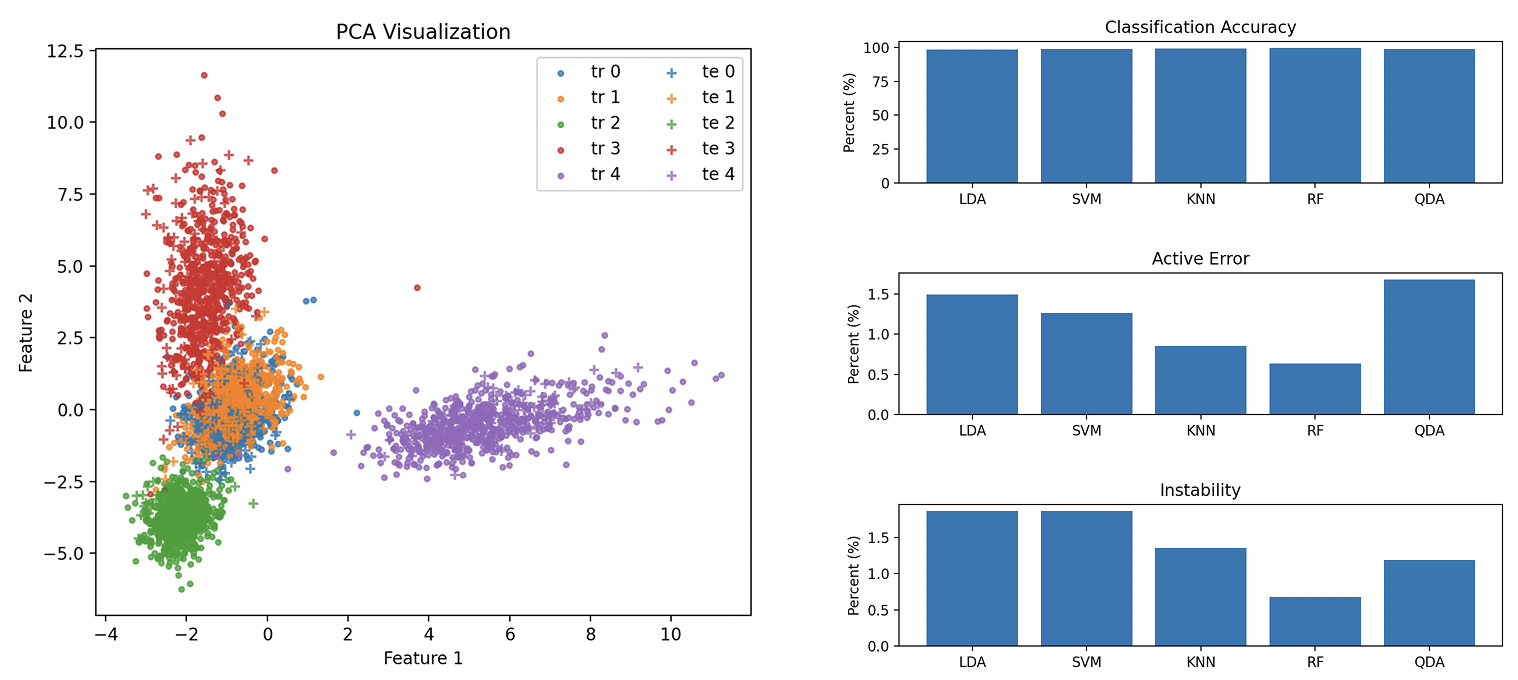 PCA Visualization
12.5
10.0
7.5
5.0
2.5
0.0
−2.5
−5.0
Feature 2
−4
−2
0
2
4
6
8
10
Feature 1
tr 0 te 0
tr 1 te 1
tr 2 te 2
tr 3 te 3
tr 4 te 4
Classification Accuracy
Percent (%)
100
75
50
25
0
LDA SVM KNN RF QDA
Active Error
Percent (%)
1.5
1.0
0.5
0.0
LDA SVM KNN RF QDA
Instability
Percent (%)
1.5
1.0
0.5
0.0
LDA SVM KNN RF QDA